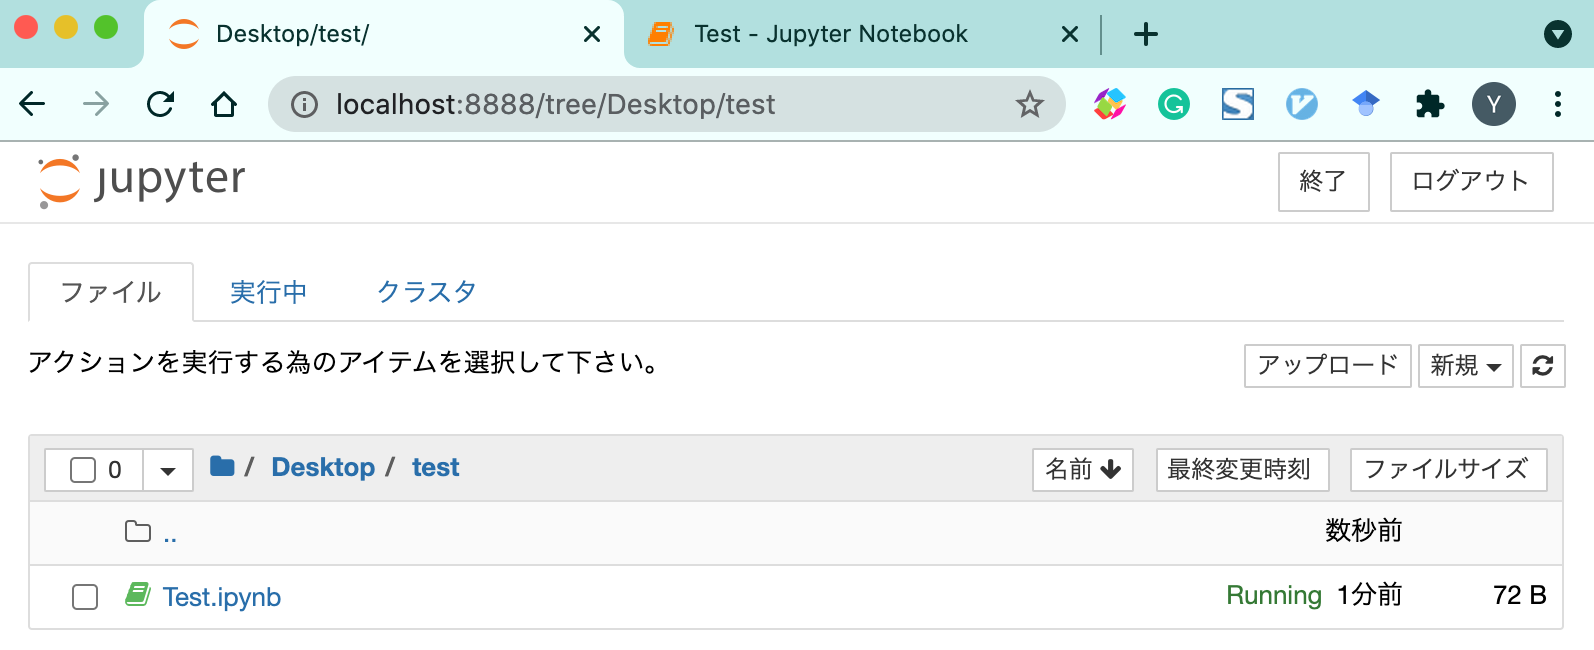 Desktop/test/
Test - Jupyter Notebook
localhost:8888/tree/Desktop/test
Y
jupyter
終了
ログアウト
ファイル
実行中
クラスタ
アクションを実行する為のアイテムを選択して下さい。
アップロード
新規
0
/ Desktop / test
名前
最終変更時刻
ファイルサイズ
..
数秒前
Test.ipynb
Running 1分前
72 B